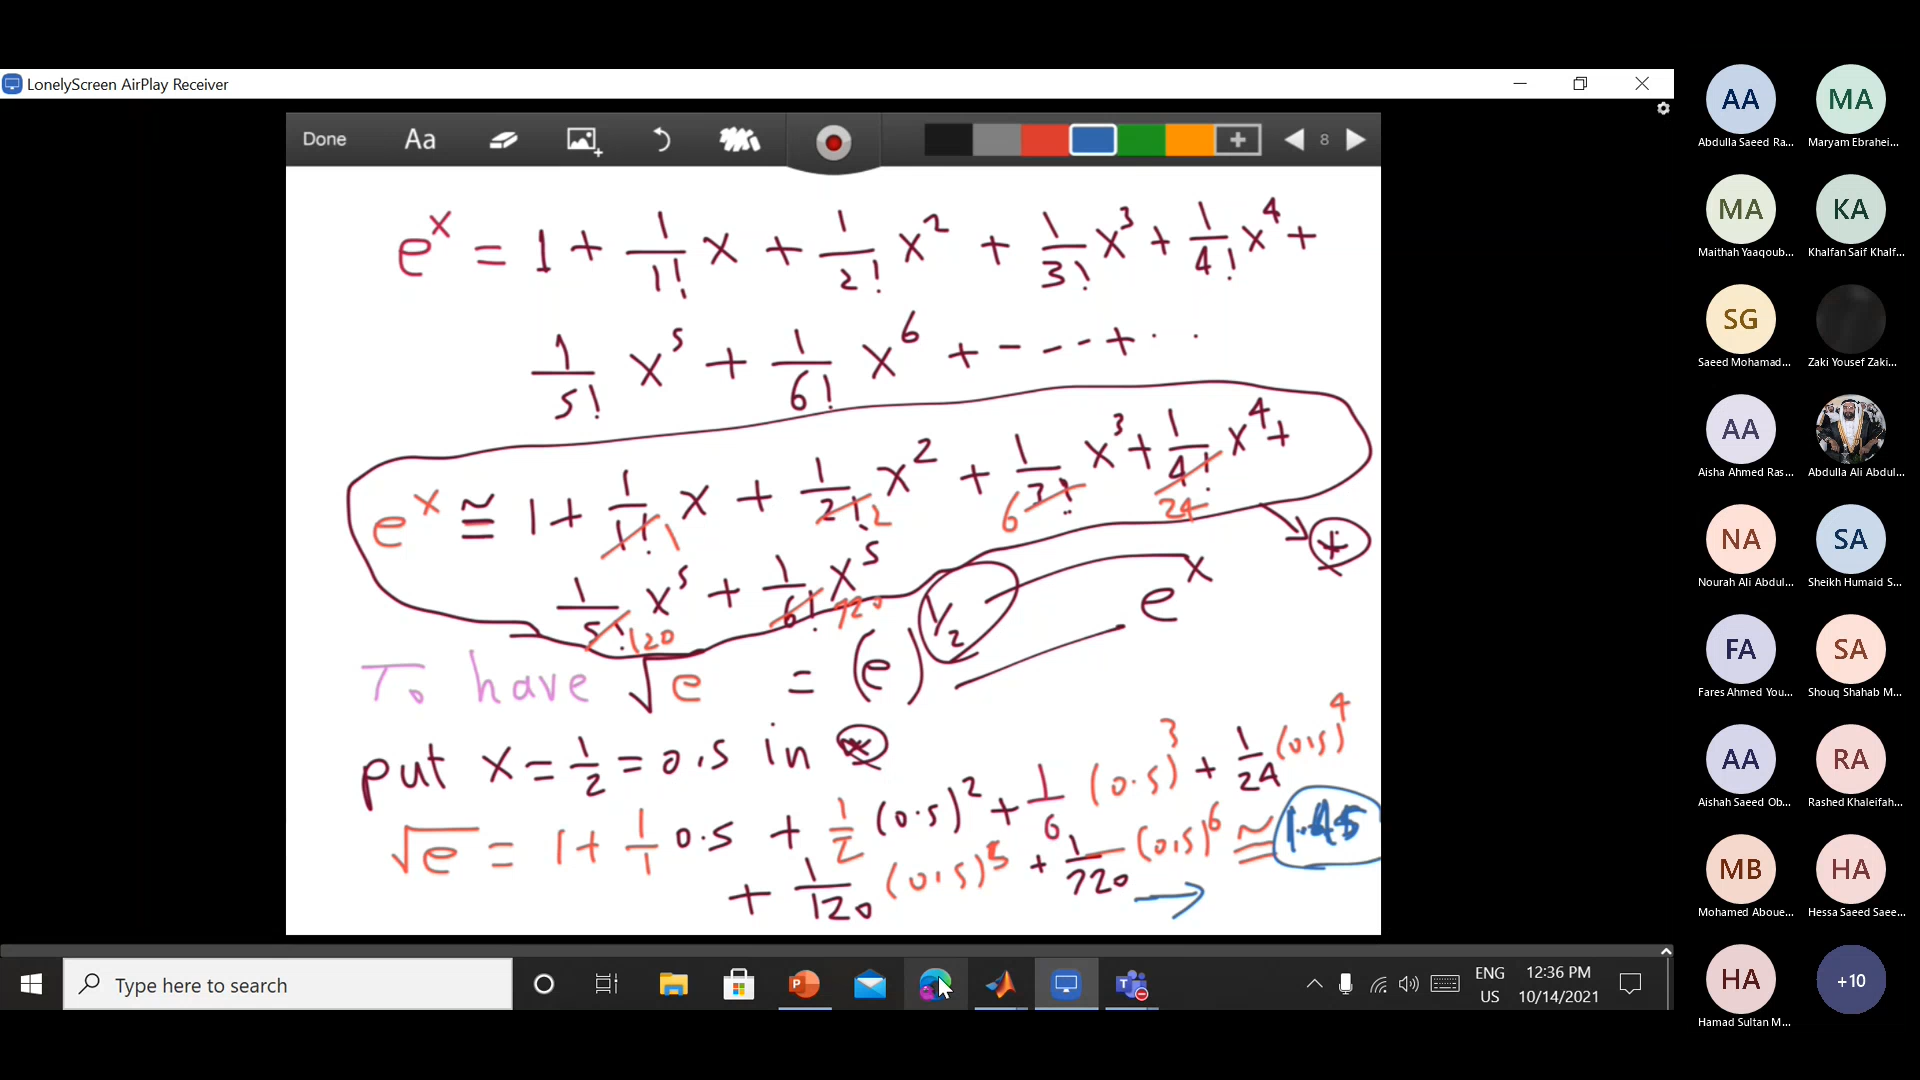 LonelyScreen AirPlay Receiver
Done Aa 8
e^x = 1 + 1/1! x + 1/2! x^2 + 1/3! x^3 + 1/4! x^4 +
1/5! x^5 + 1/6! x^6 + - - - + . .
e^x ≅ 1 + 1/1! 1 x + 1/2! 2 x^2 + 1/3! 6 x^3 + 1/4! 24 x^4 +
1/5! 120 x^5 + 1/6! 720 x^5
*
To have √e = (e)^1/2 e^x
put x = 1/2 = 0.5 in *
√e = 1 + 1/1 0.5 + 1/2 (0.5)^2 + 1/6 (0.5)^3 + 1/24 (0.5)^4
+ 1/120 (0.5)^5 + 1/720 (0.5)^6 ≅
AA
Abdulla Saeed Ra...
MA
Maryam Ebrahei...
MA
Maithah Yaaqoub...
KA
Khalfan Saif Khalf...
SG
Saeed Mohamad...
Zaki Yousef Zaki...
AA
Aisha Ahmed Ras...
Abdulla Ali Abdul...
NA
Nourah Ali Abdul...
SA
Sheikh Humaid S...
FA
Fares Ahmed You...
SA
Shouq Shahab M...
AA
Aishah Saeed Ob...
RA
Rashed Khaleifah...
MB
Mohamed Aboue...
HA
Hessa Saeed Saee...
HA
Hamad Sultan M...
+10
Type here to search
ENG
US
12:36 PM
10/14/2021